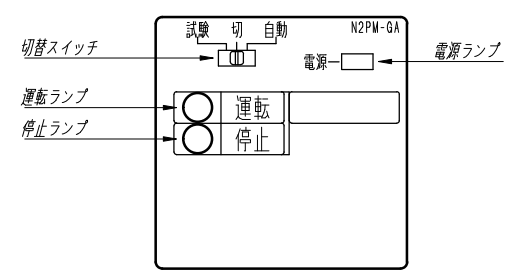 試験 切 自動 N2PM-GA
切替スイッチ
電源 電源ランプ
運転ランプ 運転
停止ランプ 停止